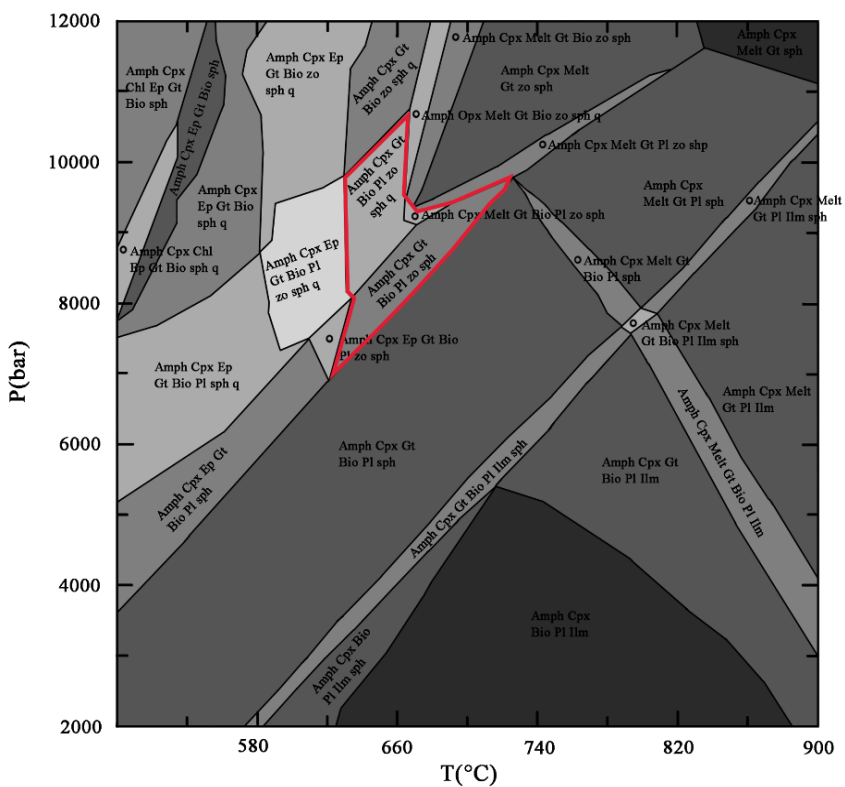 12000
10000
8000
6000
4000
2000
P(bar)
580
660
740
820
900
T(°C)
Amph Cpx
Chl Ep Gt
Bio sph
Amph Cpx Ep Gt Bio sph
Amph Cpx Ep
Gt Bio zo
sph q
Amph Cpx Gt
Bio zo sph q
Amph Cpx Melt Gt Bio zo sph
Amph Cpx Melt
Gt zo sph
Amph Cpx
Melt Gt sph
Amph Opx Melt Gt Bio zo sph q
Amph Cpx Melt Gt Pl zo shp
Amph Cpx
Ep Gt Bio
sph q
Amph Cpx Gt
Bio Pl zo
sph q
Amph Cpx Melt
Gt Pl sph
Amph Cpx Melt
Gt Pl Ilm sph
Amph Cpx Melt Gt Bio Pl zo sph
Amph Cpx Chl
Ep Gt Bio sph q
Amph Cpx Ep
Gt Bio Pl
zo sph q
Amph Cpx Gt
Bio Pl zo sph
Amph Cpx Melt Gt
Bio Pl sph
Amph Cpx Ep Gt Bio
Pl zo sph
Amph Cpx Melt
Gt Bio Pl Ilm sph
Amph Cpx Ep
Gt Bio Pl sph q
Amph Cpx Melt
Gt Pl Ilm
Amph Cpx Gt
Bio Pl sph
Amph Cpx Ep Gt
Bio Pl sph
Amph Cpx Gt Bio Pl Ilm sph
Amph Cpx Gt
Bio Pl Ilm
Amph Cpx Melt Gt Bio Pl Ilm
Amph Cpx
Bio Pl Ilm
Amph Cpx Bio
Pl Ilm sph